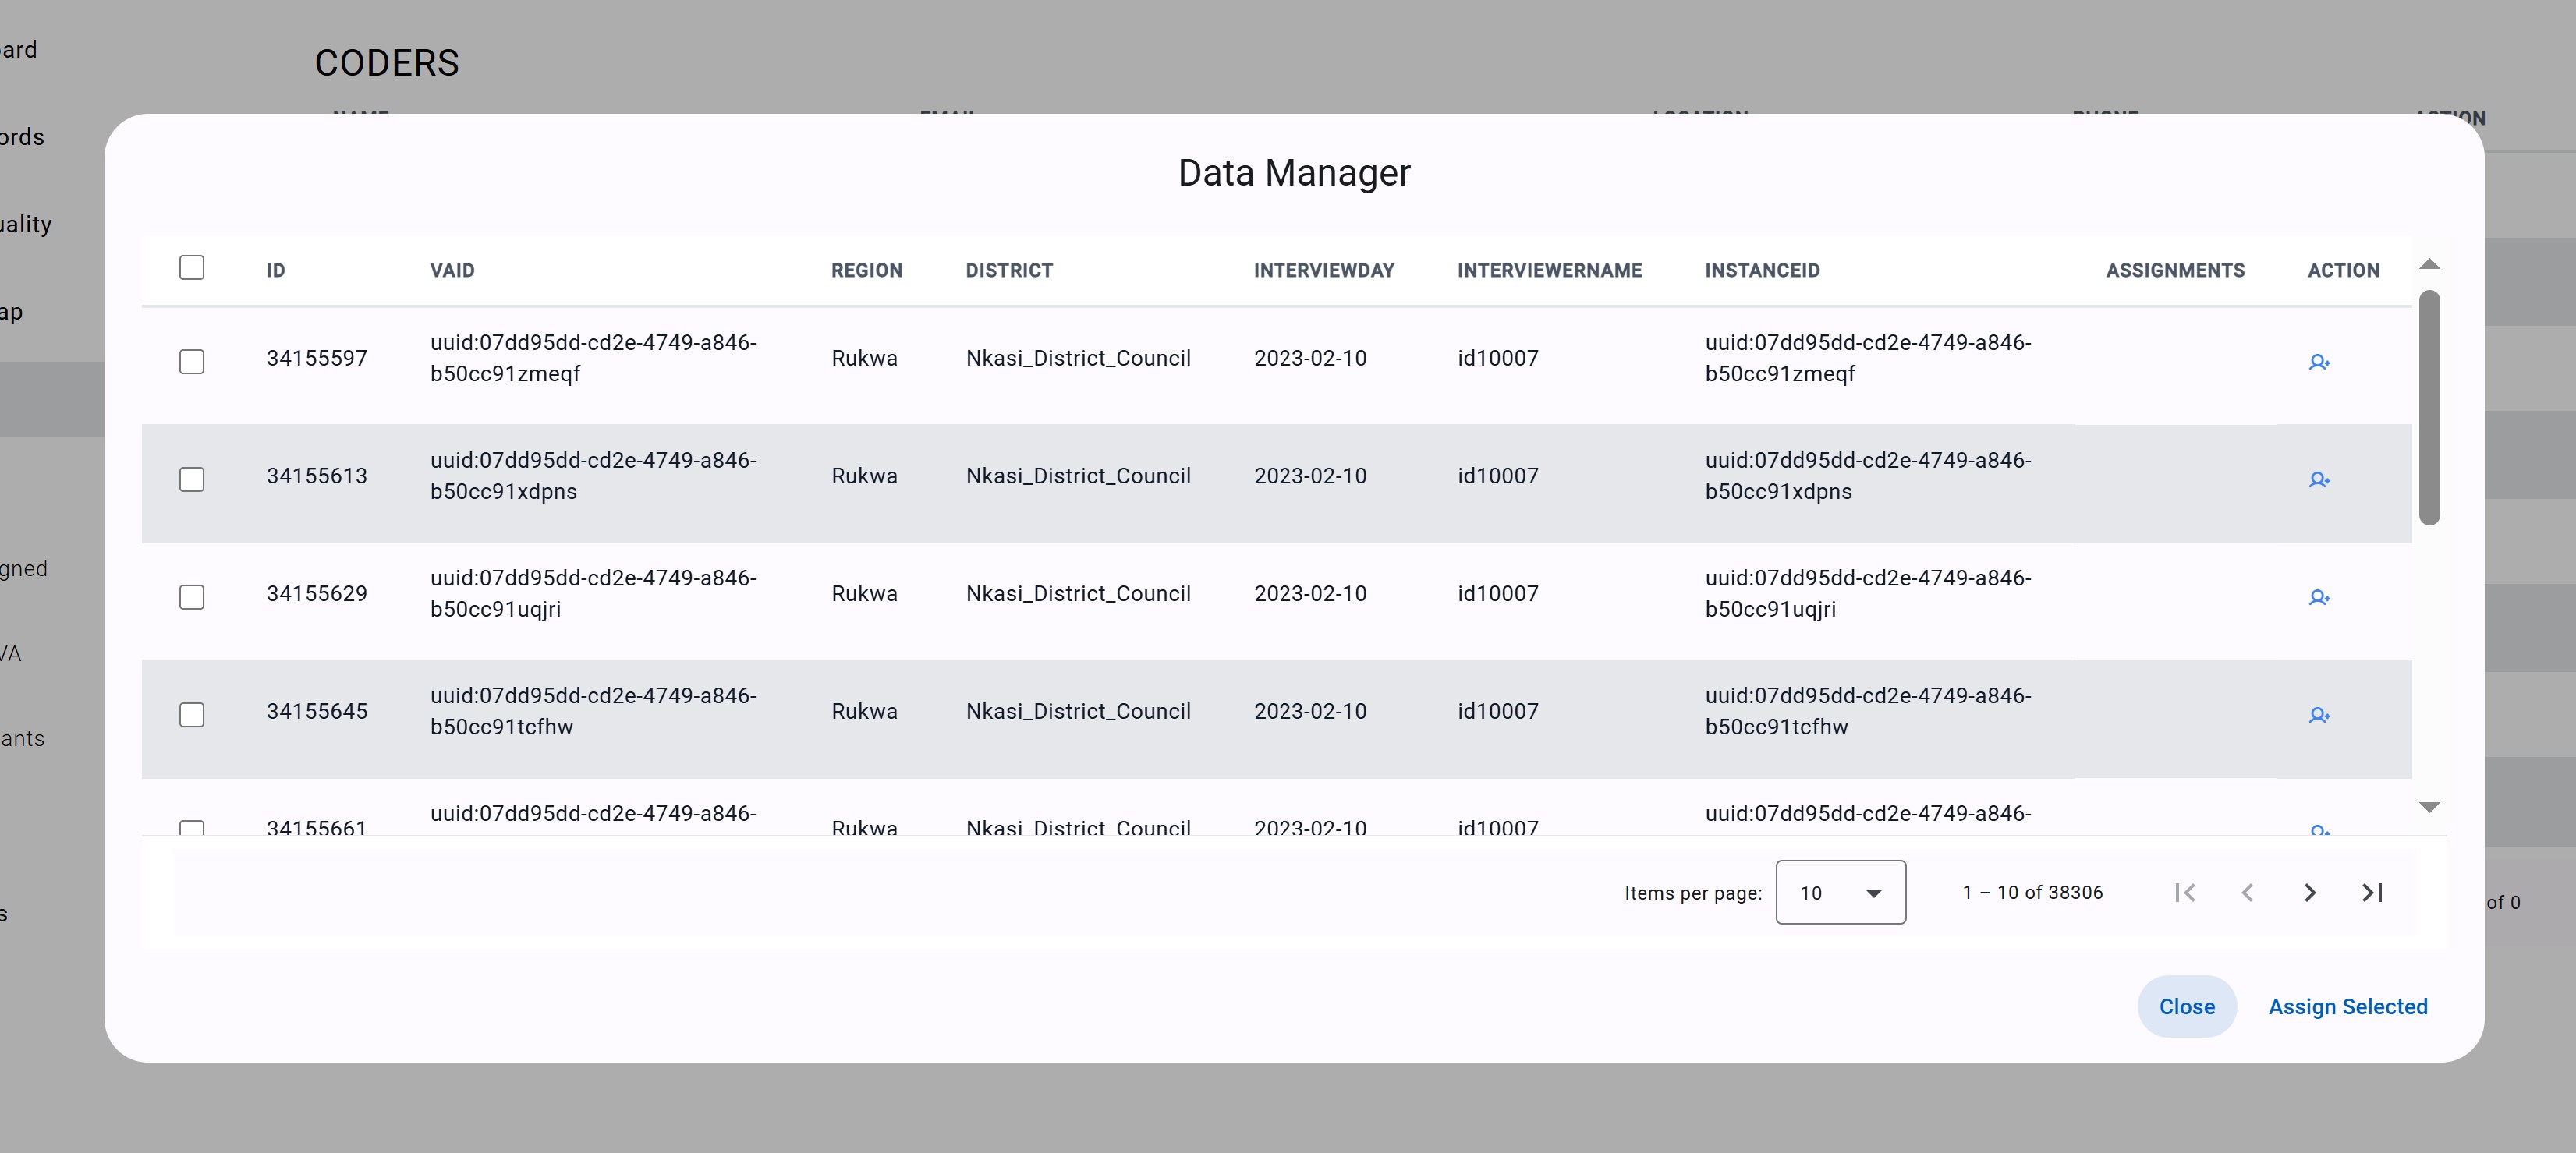 ard
CODERS
NAME EMAIL LOCATION PHONE ACTION
ords
Data Manager
uality
ID VAID REGION DISTRICT INTERVIEWDAY INTERVIEWERNAME INSTANCEID ASSIGNMENTS ACTION
ap
34155597 uuid:07dd95dd-cd2e-4749-a846-b50cc91zmeqf Rukwa Nkasi_District_Council 2023-02-10 id10007 uuid:07dd95dd-cd2e-4749-a846-b50cc91zmeqf
34155613 uuid:07dd95dd-cd2e-4749-a846-b50cc91xdpns Rukwa Nkasi_District_Council 2023-02-10 id10007 uuid:07dd95dd-cd2e-4749-a846-b50cc91xdpns
gned
34155629 uuid:07dd95dd-cd2e-4749-a846-b50cc91uqjri Rukwa Nkasi_District_Council 2023-02-10 id10007 uuid:07dd95dd-cd2e-4749-a846-b50cc91uqjri
VA
34155645 uuid:07dd95dd-cd2e-4749-a846-b50cc91tcfhw Rukwa Nkasi_District_Council 2023-02-10 id10007 uuid:07dd95dd-cd2e-4749-a846-b50cc91tcfhw
ants
34155661 uuid:07dd95dd-cd2e-4749-a846- Rukwa Nkasi_District_Council 2023-02-10 id10007 uuid:07dd95dd-cd2e-4749-a846-
Items per page: 10 1 – 10 of 38306
s
of 0
Close Assign Selected